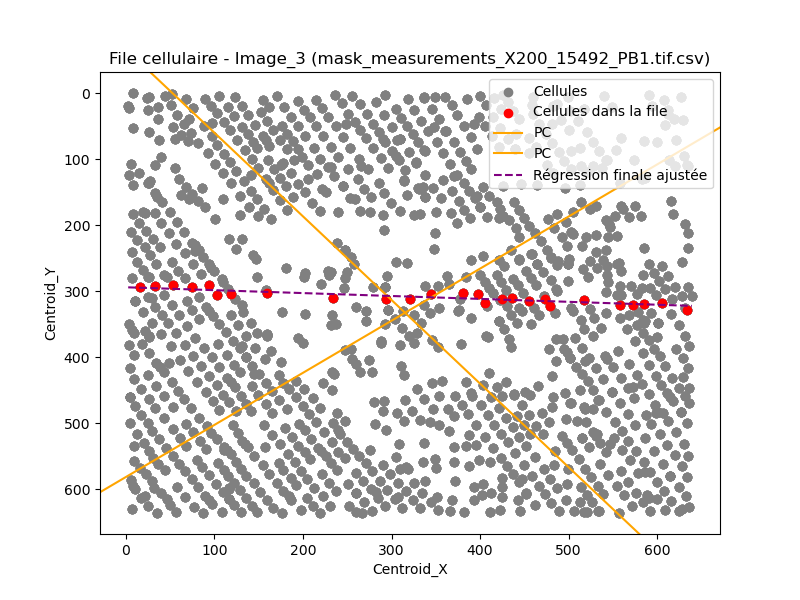 File cellulaire - Image_3 (mask_measurements_X200_15492_PB1.tif.csv)
Cellules
Cellules dans la file
PC
PC
Régression finale ajustée
0
100
200
300
400
500
600
Centroid_Y
0 100 200 300 400 500 600
Centroid_X